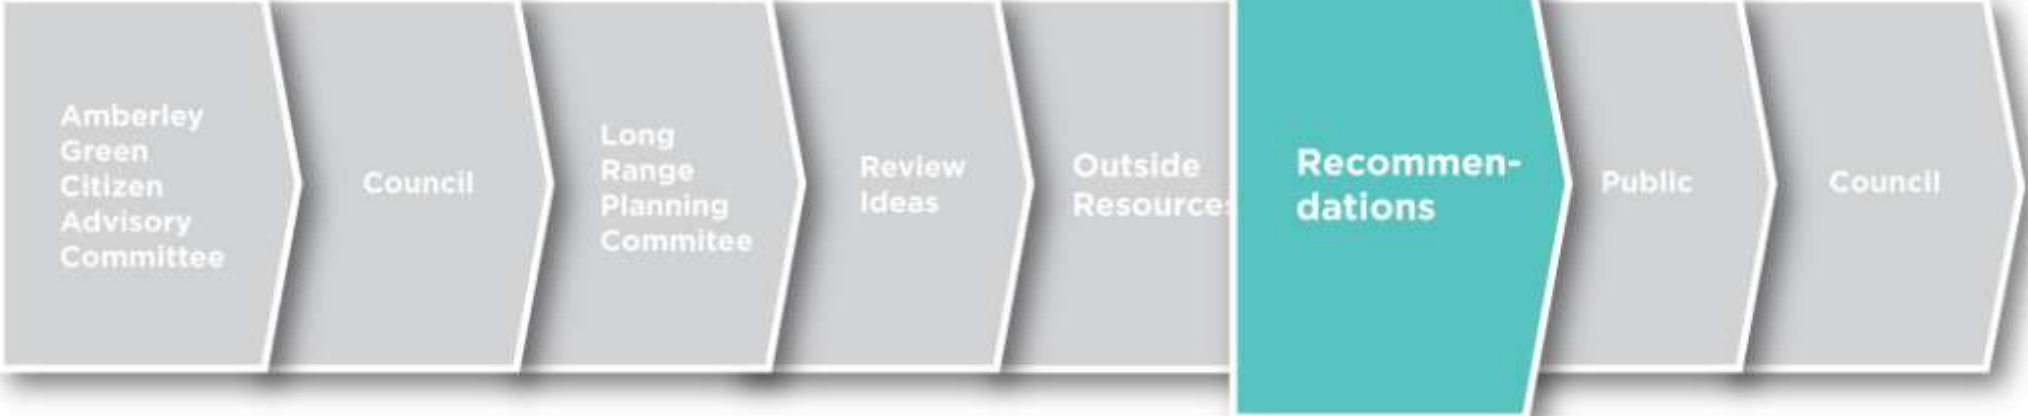 Amberley
Green
Citizen
Advisory
Committee
Council
Long
Range
Planning
Commitee
Review
Ideas
Outside
Resources
Recommen-
dations
Public
Council